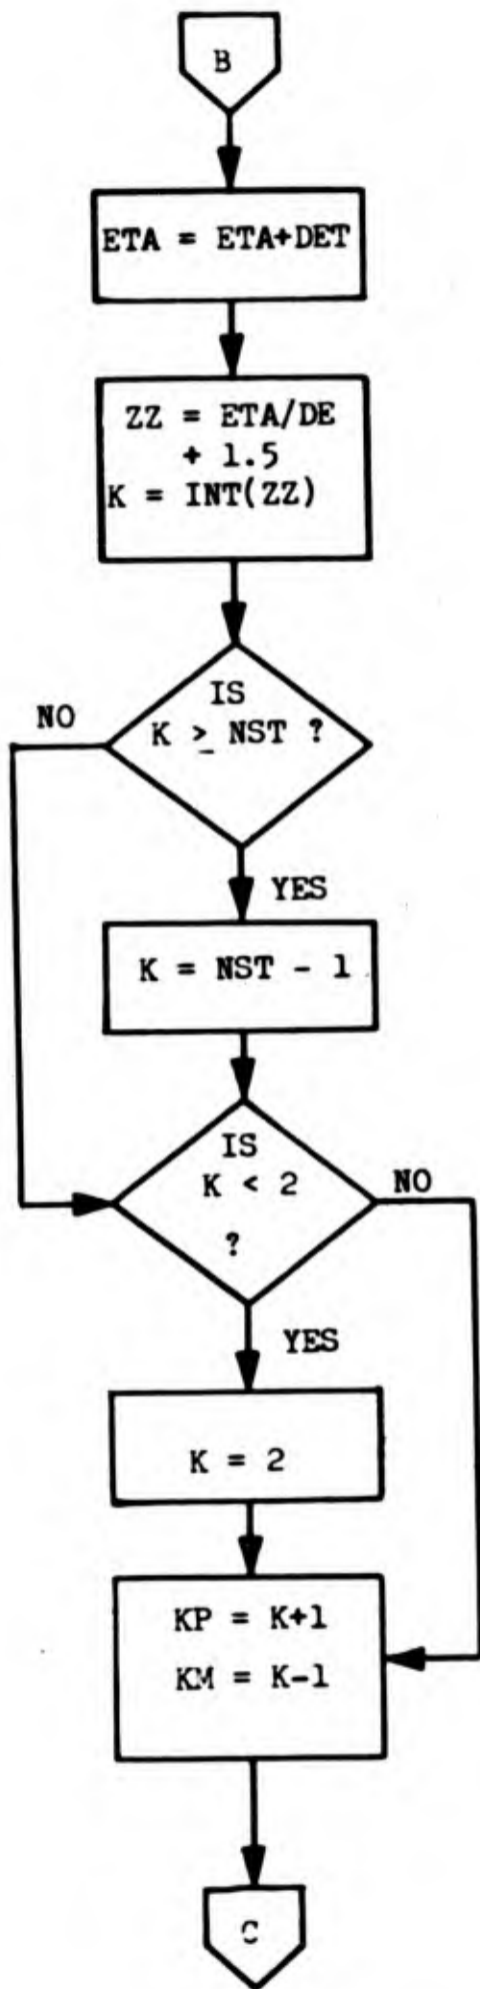 B
ETA = ETA+DET
ZZ = ETA/DE
+ 1.5
K = INT(ZZ)
IS
K ≥ NST ?
NO
YES
K = NST - 1
IS
K < 2
?
NO
YES
K = 2
KP = K+1
KM = K-1
C